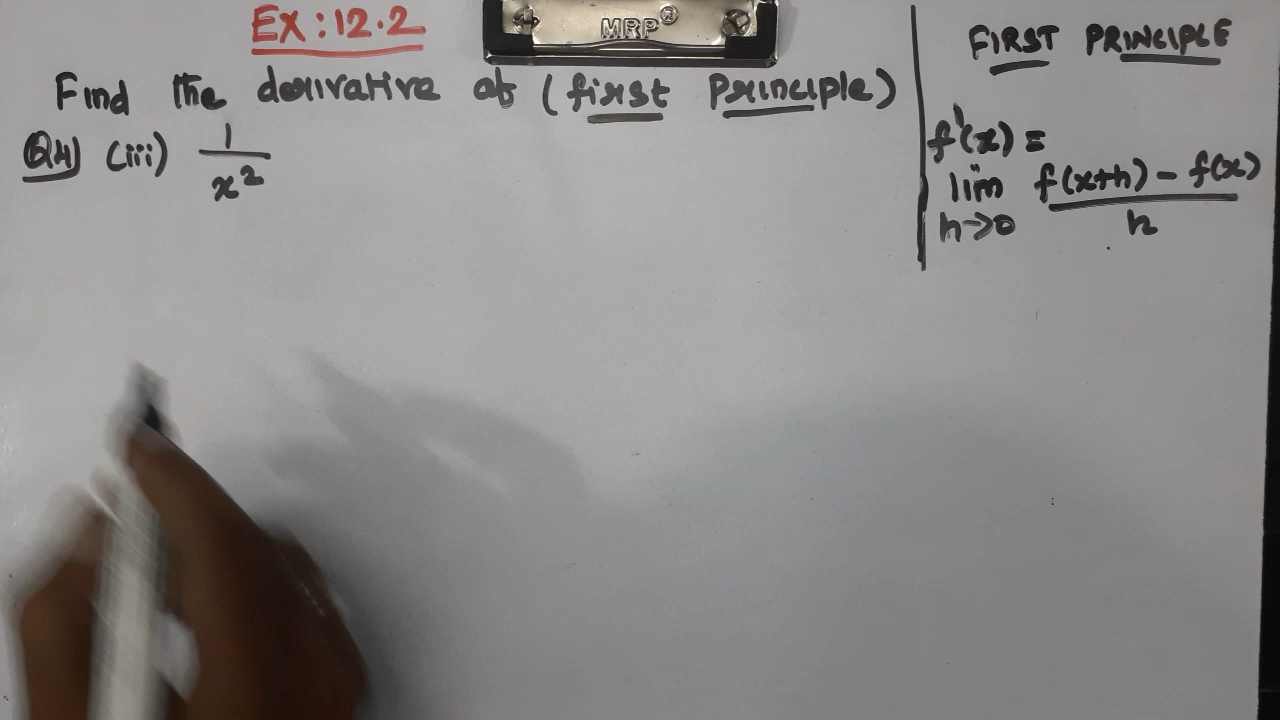 EX: 12.2
MRP®
Find the derivative of (first principle)
Q4) (iii) 1/x²
FIRST PRINCIPLE
f'(x) =
lim h→0 f(x+h) - f(x) / h